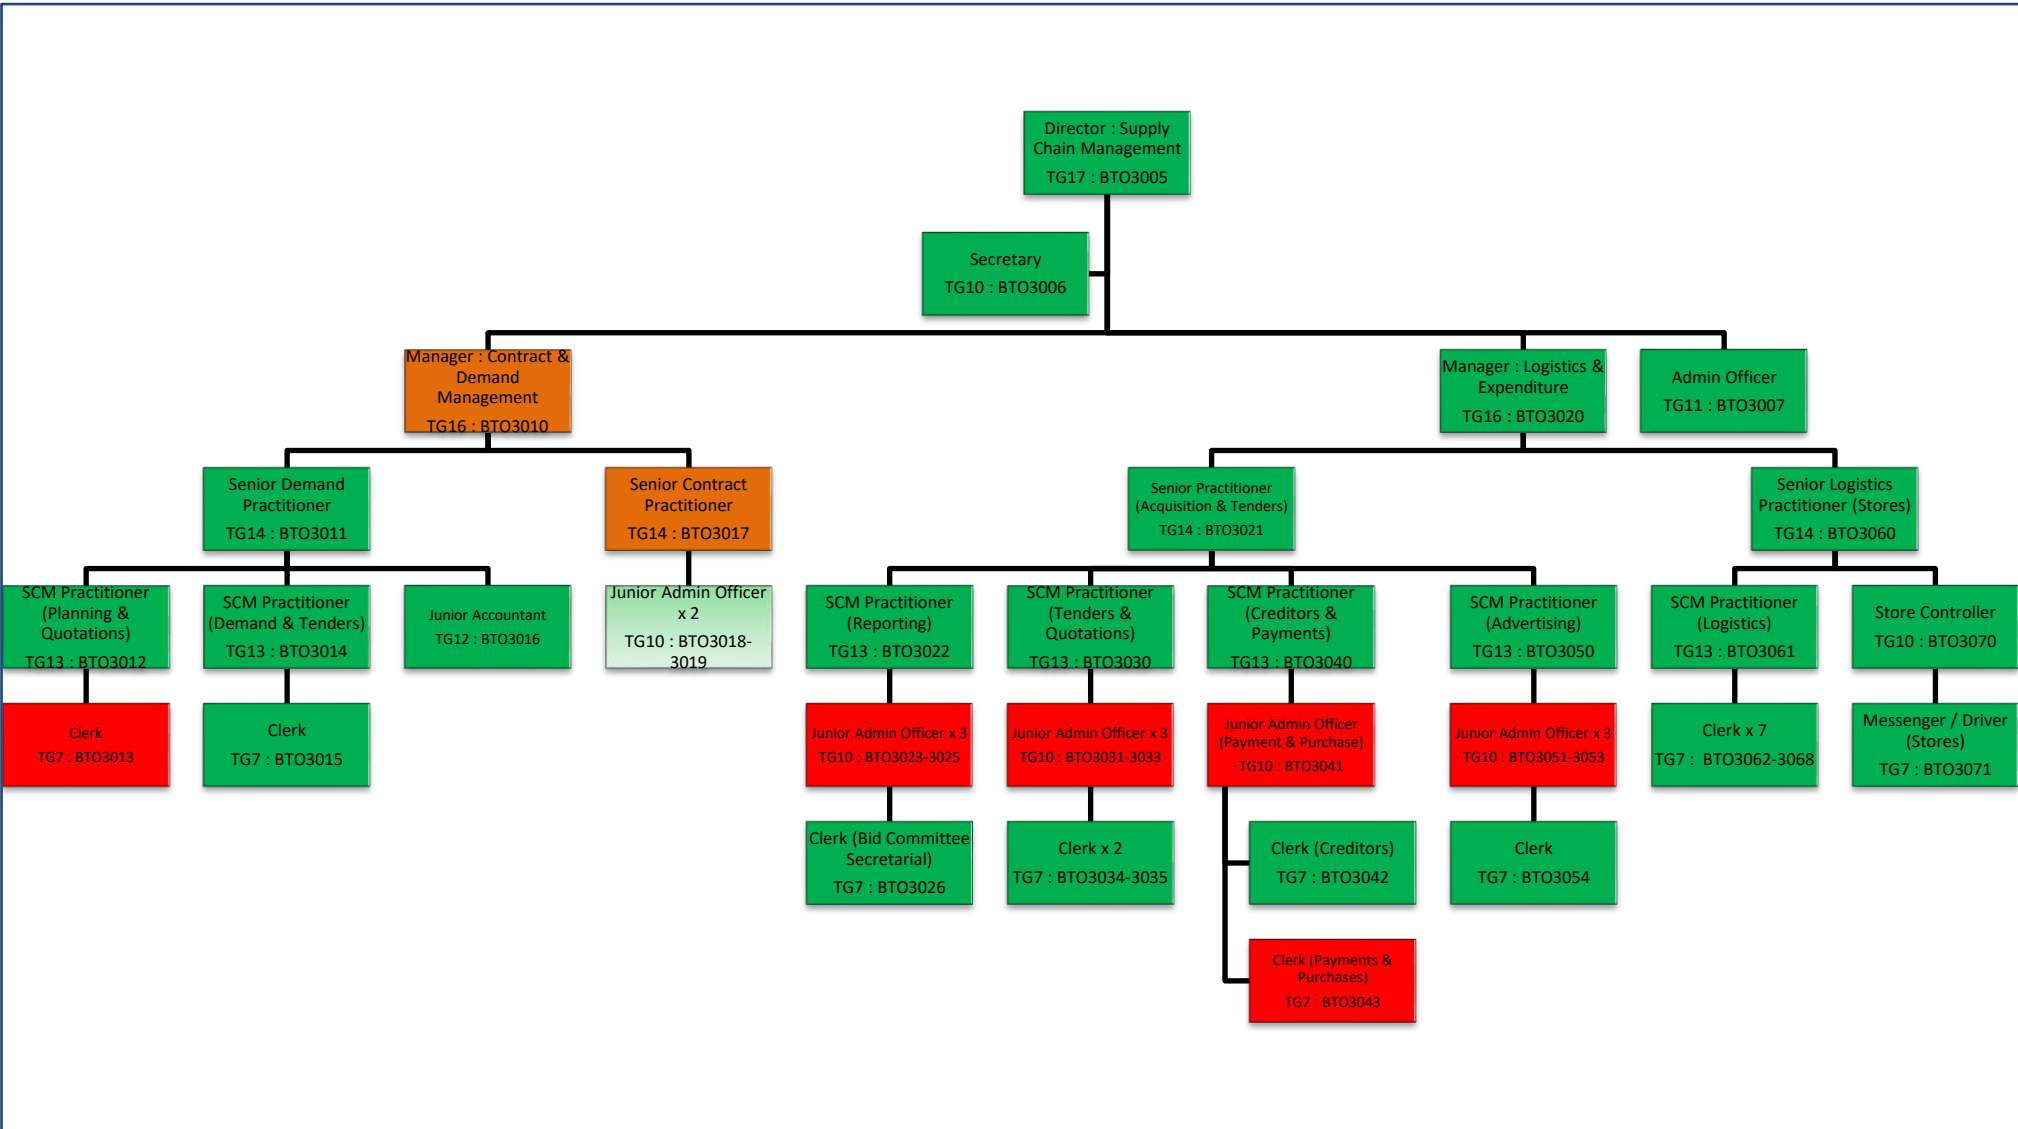 Director : Supply
Chain Management
TG17 : BTO3005
Secretary
TG10 : BTO3006
Manager : Contract &
Demand
Management
TG16 : BTO3010
Manager : Logistics &
Expenditure
TG16 : BTO3020
Admin Officer
TG11 : BTO3007
Senior Demand
Practitioner
TG14 : BTO3011
Senior Contract
Practitioner
TG14 : BTO3017
Senior Practitioner
(Acquisition & Tenders)
TG14 : BTO3021
Senior Logistics
Practitioner (Stores)
TG14 : BTO3060
SCM Practitioner
(Planning &
Quotations)
TG13 : BTO3012
SCM Practitioner
(Demand & Tenders)
TG13 : BTO3014
Junior Accountant
TG12 : BTO3016
Junior Admin Officer
x 2
TG10 : BTO3018-
3019
SCM Practitioner
(Reporting)
TG13 : BTO3022
SCM Practitioner
(Tenders &
Quotations)
TG13 : BTO3030
SCM Practitioner
(Creditors &
Payments)
TG13 : BTO3040
SCM Practitioner
(Advertising)
TG13 : BTO3050
SCM Practitioner
(Logistics)
TG13 : BTO3061
Store Controller
TG10 : BTO3070
Clerk
TG7 : BTO3013
Clerk
TG7 : BTO3015
Junior Admin Officer x 3
TG10 : BTO3023-3025
Junior Admin Officer x 3
TG10 : BTO3031-3033
Junior Admin Officer
(Payment & Purchase)
TG10 : BTO3041
Junior Admin Officer x 3
TG10 : BTO3051-3053
Clerk x 7
TG7 : BTO3062-3068
Messenger / Driver
(Stores)
TG7 : BTO3071
Clerk (Bid Committee
Secretarial)
TG7 : BTO3026
Clerk x 2
TG7 : BTO3034-3035
Clerk (Creditors)
TG7 : BTO3042
Clerk
TG7 : BTO3054
Clerk (Payments &
Purchases)
TG7 : BTO3043